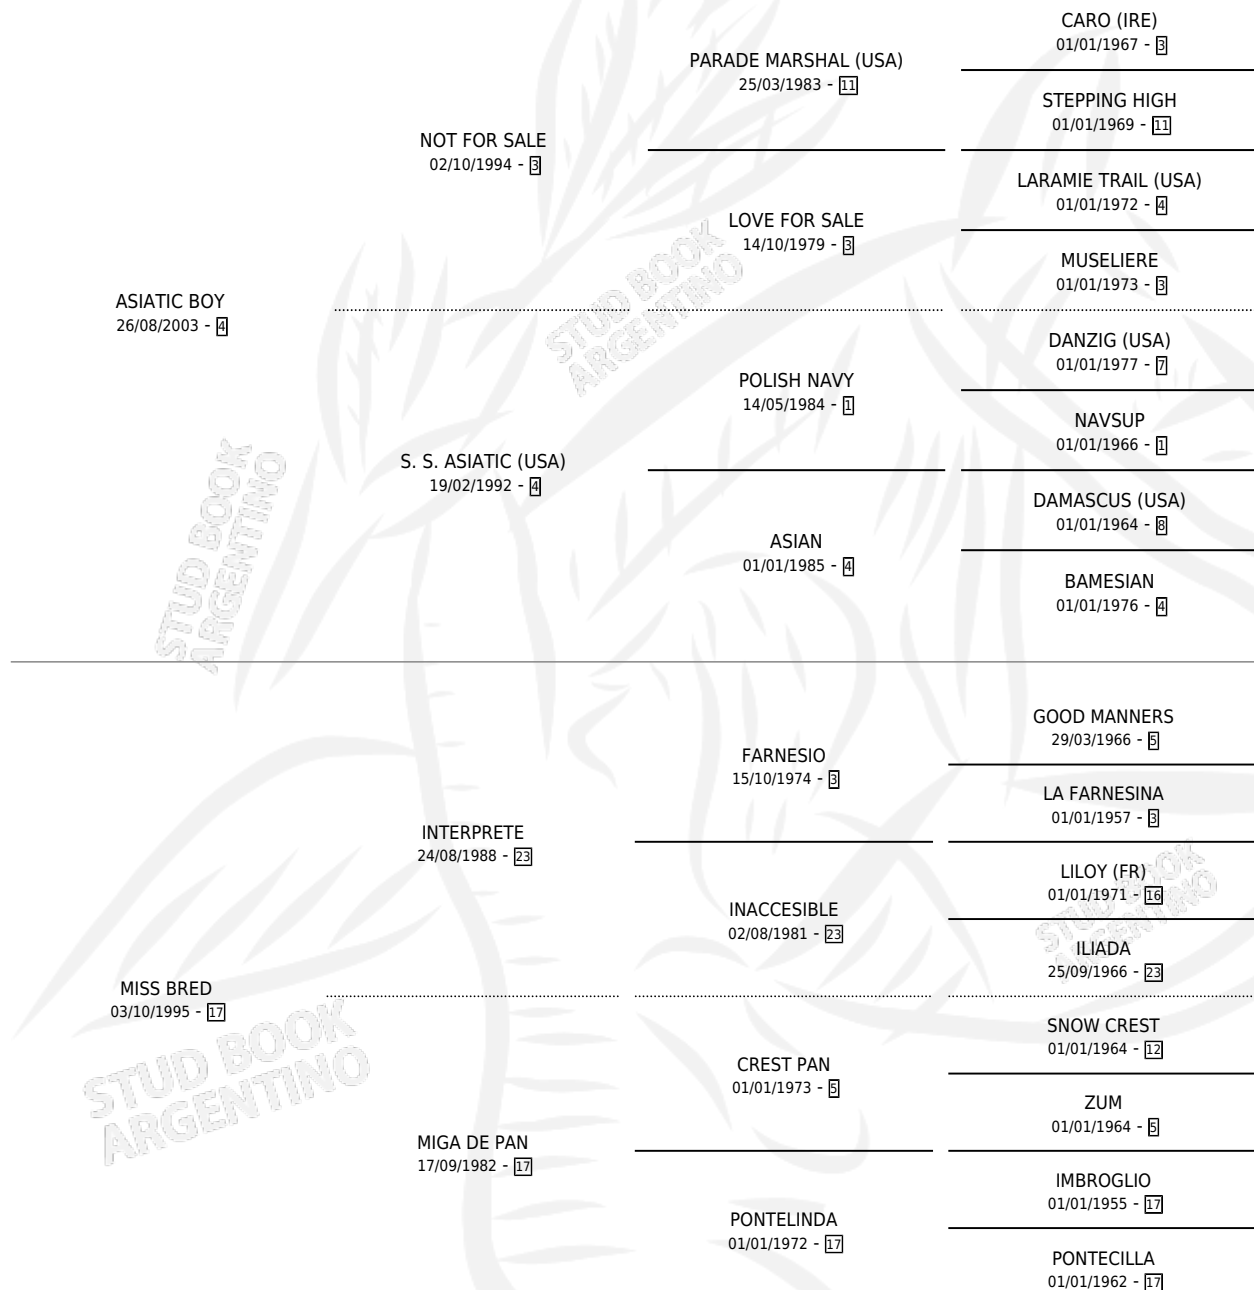 CARO (IRE)
01/01/1967 - 3
PARADE MARSHAL (USA)
25/03/1983 - 11
STEPPING HIGH
01/01/1969 - 11
NOT FOR SALE
02/10/1994 - 3
LARAMIE TRAIL (USA)
01/01/1972 - 4
LOVE FOR SALE
14/10/1979 - 3
MUSELIERE
01/01/1973 - 3
ASIATIC BOY
26/08/2003 - 4
STUD BOOK
ARGENTINO
DANZIG (USA)
01/01/1977 - 7
POLISH NAVY
14/05/1984 - 1
NAVSUP
01/01/1966 - 1
S. S. ASIATIC (USA)
19/02/1992 - 4
DAMASCUS (USA)
01/01/1964 - 8
ASIAN
01/01/1985 - 4
BAMESIAN
01/01/1976 - 4
STUD BOOK
ARGENTINO
GOOD MANNERS
29/03/1966 - 5
FARNESIO
15/10/1974 - 3
LA FARNESINA
01/01/1957 - 3
INTERPRETE
24/08/1988 - 23
LILOY (FR)
01/01/1971 - 16
INACCESIBLE
02/08/1981 - 23
STUD BOOK
ARGENTINO
ILIADA
25/09/1966 - 23
MISS BRED
03/10/1995 - 17
STUD BOOK
ARGENTINO
SNOW CREST
01/01/1964 - 12
CREST PAN
01/01/1973 - 5
ZUM
01/01/1964 - 5
MIGA DE PAN
17/09/1982 - 17
IMBROGLIO
01/01/1955 - 17
PONTELINDA
01/01/1972 - 17
PONTECILLA
01/01/1962 - 17